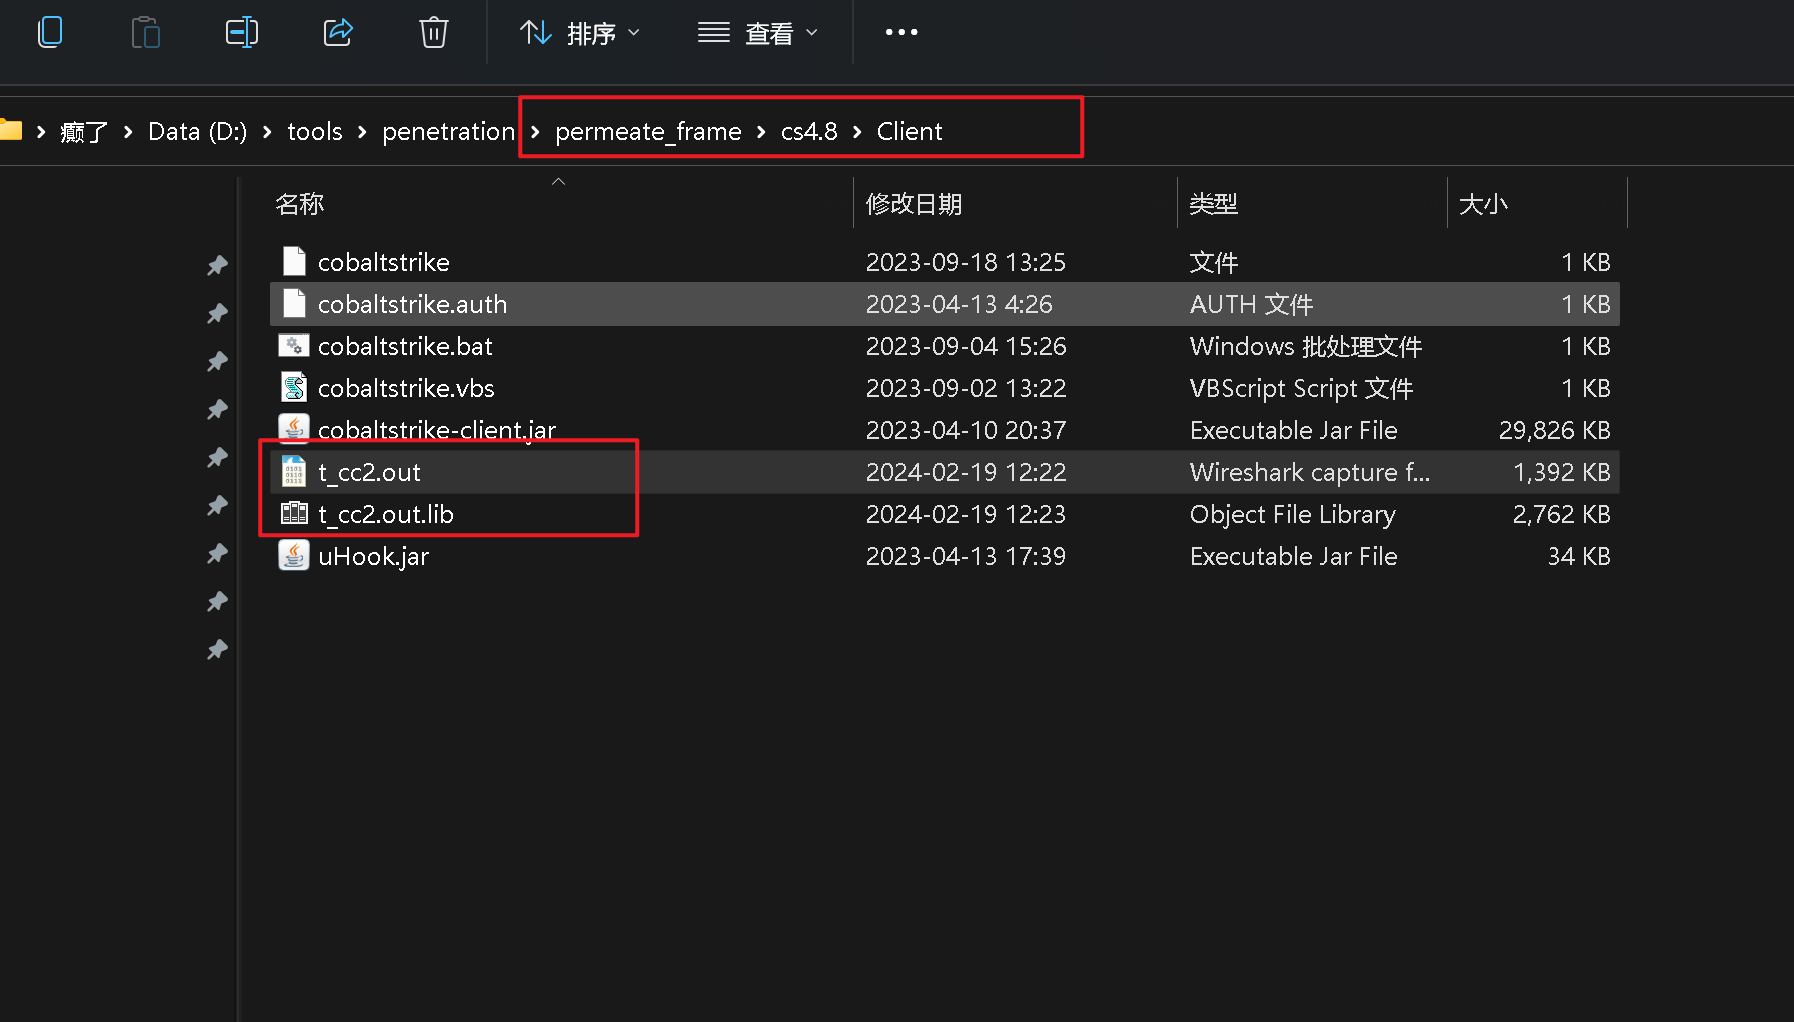 排序 查看
癫了 Data (D:) tools penetration permeate_frame cs4.8 Client
名称 修改日期 类型 大小
cobaltstrike 2023-09-18 13:25 文件 1 KB
cobaltstrike.auth 2023-04-13 4:26 AUTH 文件 1 KB
cobaltstrike.bat 2023-09-04 15:26 Windows 批处理文件 1 KB
cobaltstrike.vbs 2023-09-02 13:22 VBScript Script 文件 1 KB
cobaltstrike-client.jar 2023-04-10 20:37 Executable Jar File 29,826 KB
t_cc2.out 2024-02-19 12:22 Wireshark capture f... 1,392 KB
t_cc2.out.lib 2024-02-19 12:23 Object File Library 2,762 KB
uHook.jar 2023-04-13 17:39 Executable Jar File 34 KB